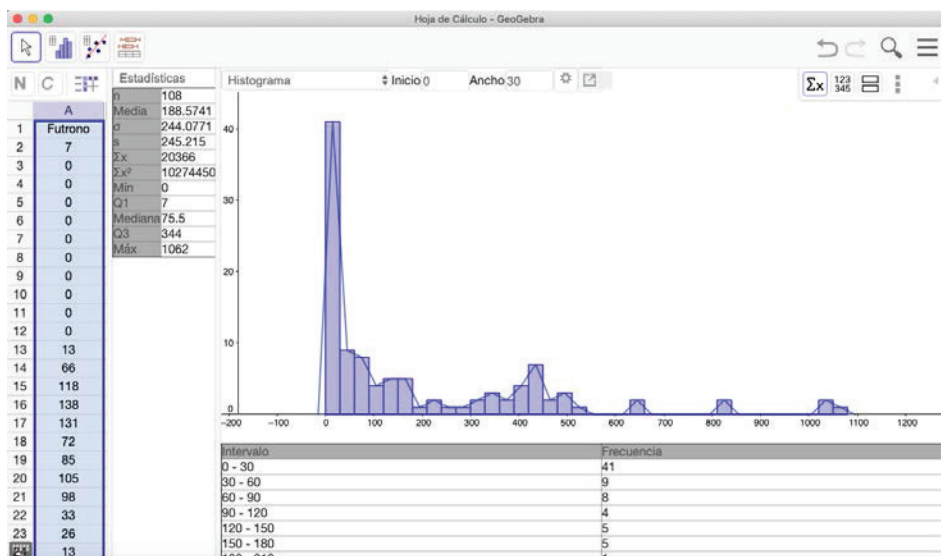 Hoja de Cálculo - GeoGebra
N C Estadísticas Histograma Inicio 0 Ancho 30 Σx 123 345
A
1 Futrono
2 7
3 0
4 0
5 0
6 0
7 0
8 0
9 0
10 0
11 0
12 0
13 13
14 66
15 118
16 138
17 131
18 72
19 85
20 105
21 98
22 33
23 26
13
n 108
Media 188.5741
σ 244.0771
s 245.215
Σx 20366
Σx² 10274450
Mín 0
Q1 7
Mediana 75.5
Q3 344
Máx 1062
40
30
20
10
0
-200 -100 0 100 200 300 400 500 600 700 800 900 1000 1100 1200
Intervalo Frecuencia
0 - 30 41
30 - 60 9
60 - 90 8
90 - 120 4
120 - 150 5
150 - 180 5